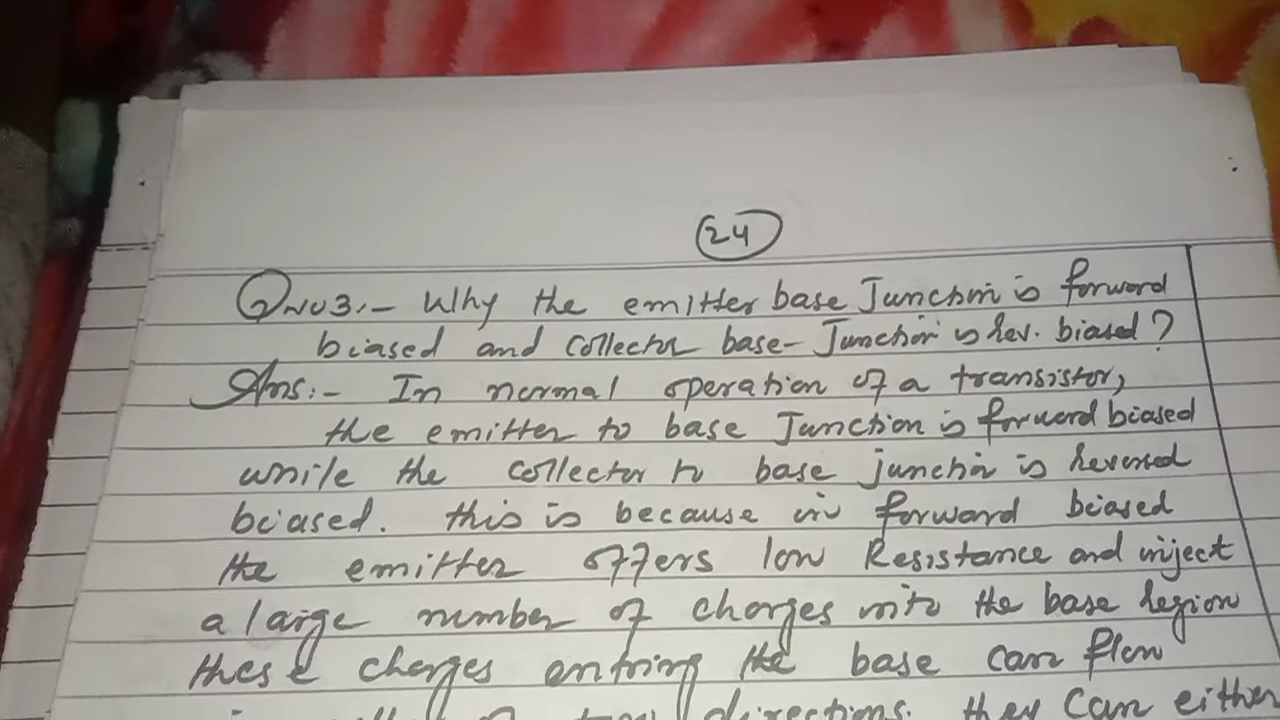 24
QNo3:- Why the emitter base Junction is forward
biased and collector base- Junction is rev. biased?
Ans:- In normal operation of a transistor,
the emitter to base Junction is forward biased
while the collector to base junction is reversed
biased. this is because in forward biased
the emitter offers low Resistance and inject
a large number of charges into the base region
these charges entring the base can flow
directions. they can either